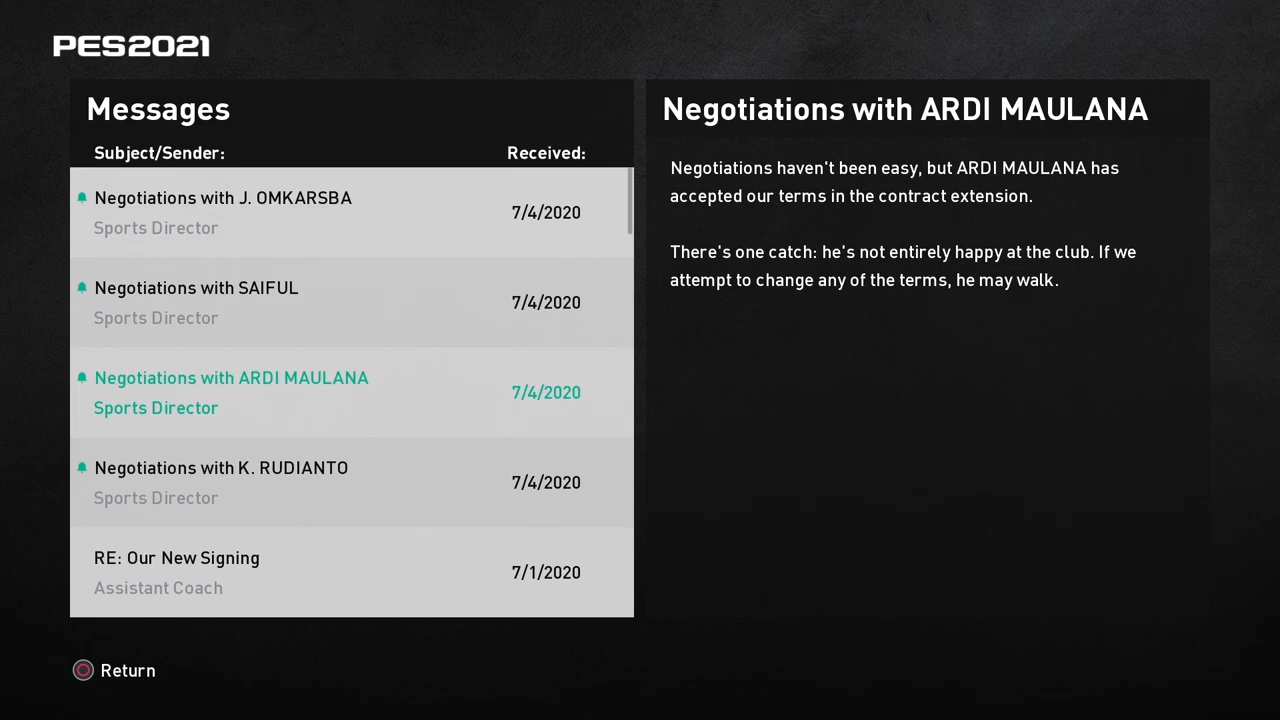 PES2021
Messages
Subject/Sender:
Received:
Negotiations with J. OMKARSBA
Sports Director
7/4/2020
Negotiations with SAIFUL
Sports Director
7/4/2020
Negotiations with ARDI MAULANA
Sports Director
7/4/2020
Negotiations with K. RUDIANTO
Sports Director
7/4/2020
RE: Our New Signing
Assistant Coach
7/1/2020
Negotiations with ARDI MAULANA
Negotiations haven't been easy, but ARDI MAULANA has
accepted our terms in the contract extension.
There's one catch: he's not entirely happy at the club. If we
attempt to change any of the terms, he may walk.
Return